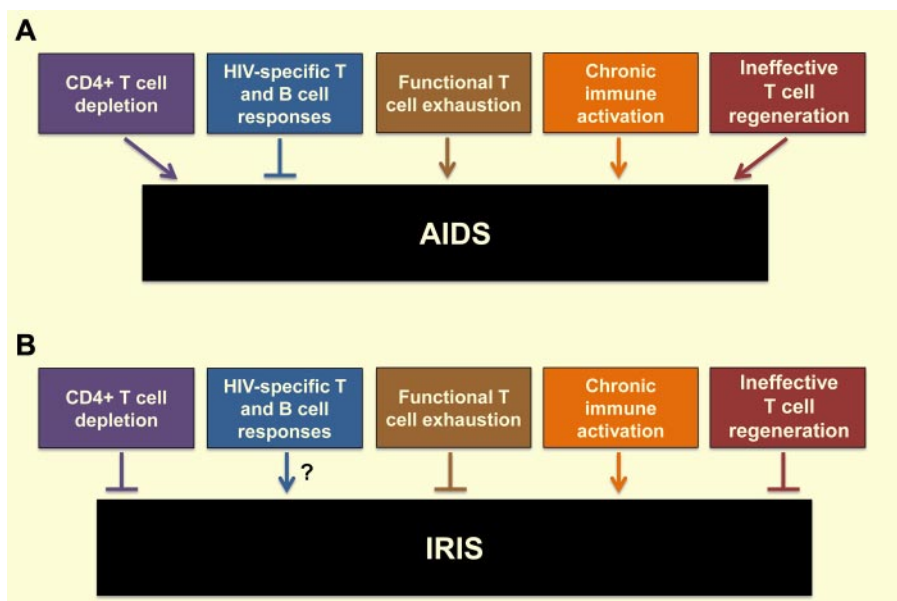 A
CD4+ T cell
depletion
HIV-specific T
and B cell
responses
Functional T
cell exhaustion
Chronic
immune
activation
Ineffective
T cell
regeneration
AIDS
B
CD4+ T cell
depletion
HIV-specific T
and B cell
responses
Functional T
cell exhaustion
Chronic
immune
activation
Ineffective
T cell
regeneration
?
IRIS